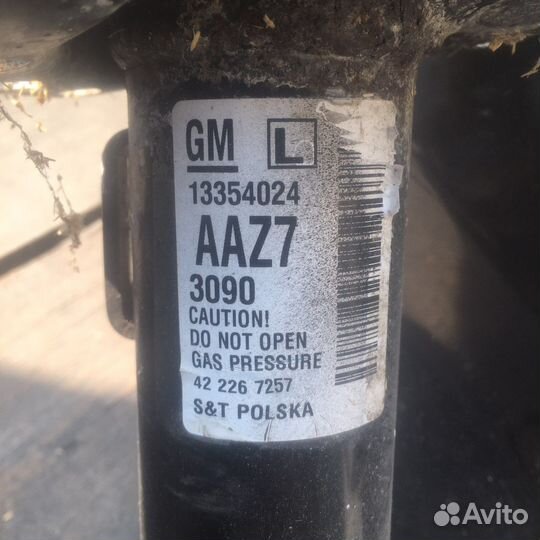 GM L
13354024
AAZ7
3090
CAUTION!
DO NOT OPEN
GAS PRESSURE
42 226 7257
S&T POLSKA
Avito